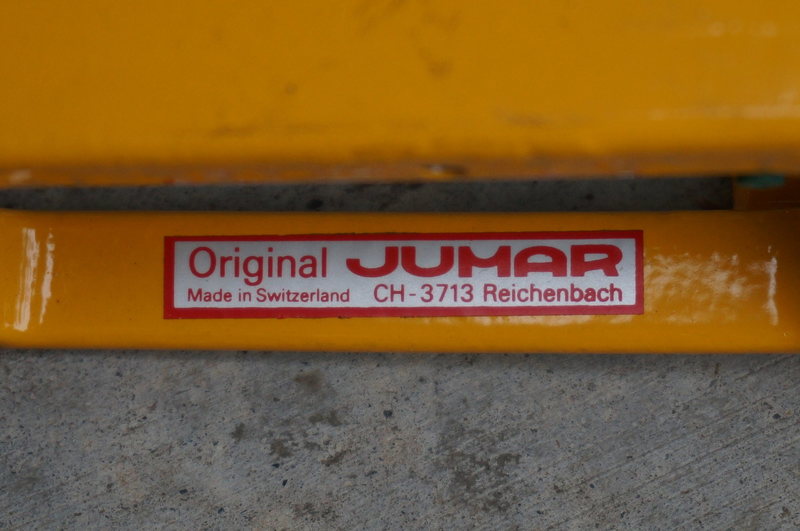 Original JUMAR
Made in Switzerland CH-3713 Reichenbach